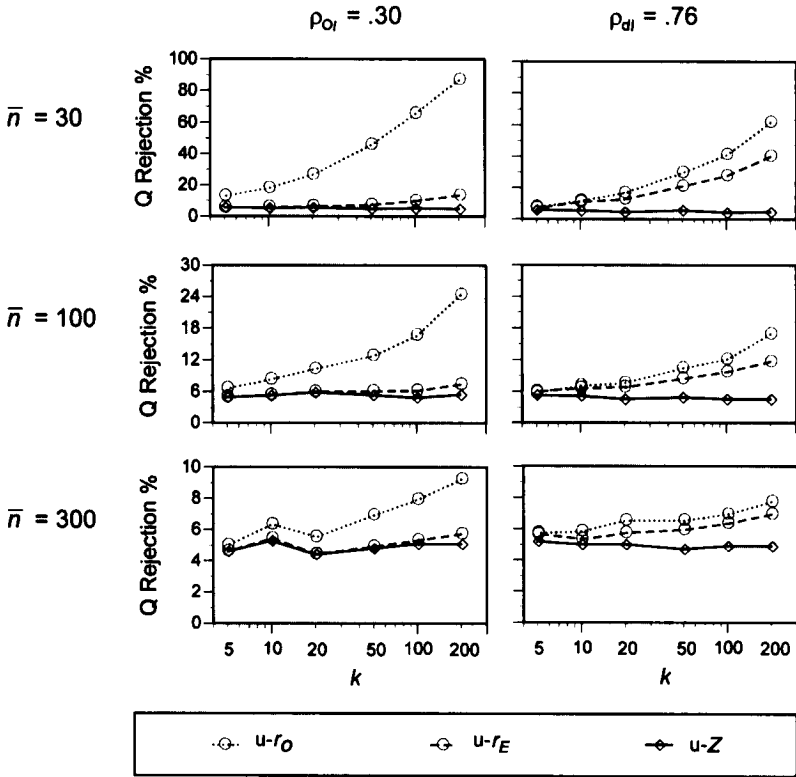 ρOI = .30 ρdI = .76
n̄ = 30
Q Rejection %
100
80
60
40
20
0
n̄ = 100
Q Rejection %
30
24
18
12
6
0
n̄ = 300
Q Rejection %
10
8
6
4
2
0
5 10 20 50 100 200
k
5 10 20 50 100 200
k
u-rO u-rE u-Z